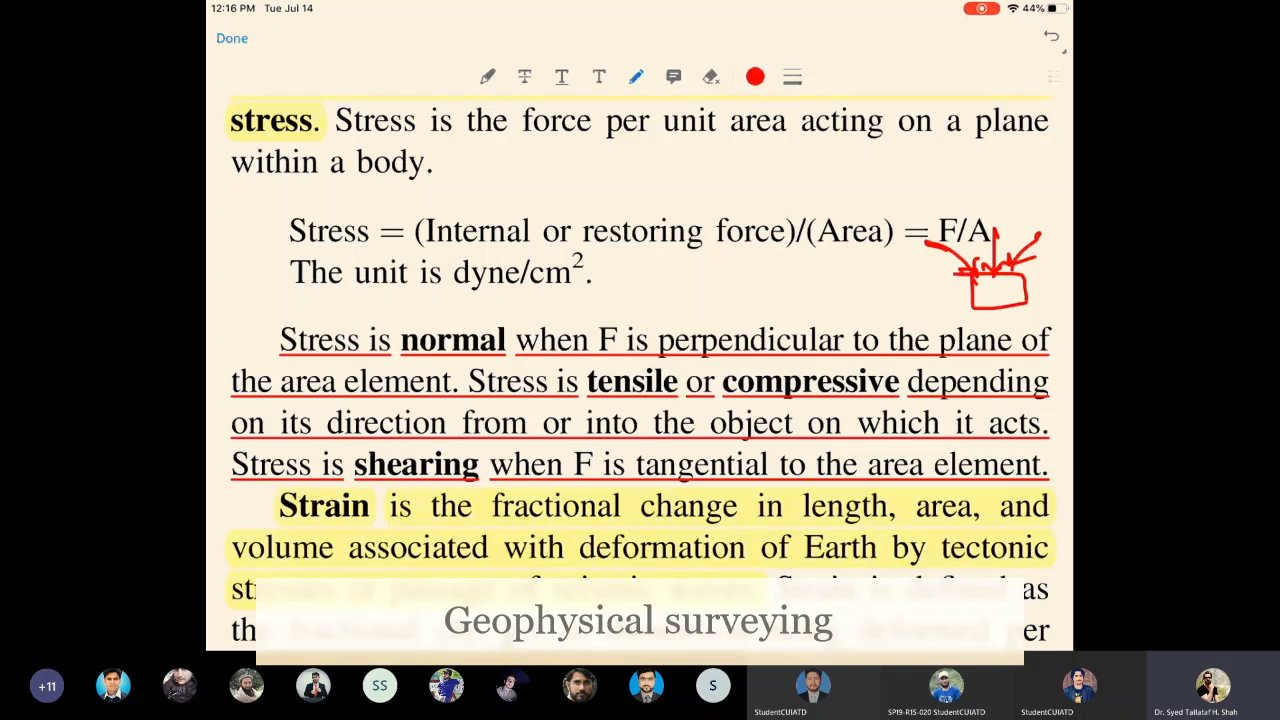 12:16 PM Tue Jul 14
44%
Done
stress. Stress is the force per unit area acting on a plane
within a body.
Stress = (Internal or restoring force)/(Area) = F/A
The unit is dyne/cm².
Stress is normal when F is perpendicular to the plane of
the area element. Stress is tensile or compressive depending
on its direction from or into the object on which it acts.
Stress is shearing when F is tangential to the area element.
Strain is the fractional change in length, area, and
volume associated with deformation of Earth by tectonic
as
per
Geophysical surveying
+11
SS
S
StudentCUIATD
SP19-R15-020 StudentCUIATD
StudentCUIATD
Dr. Syed Tallataf H. Shah